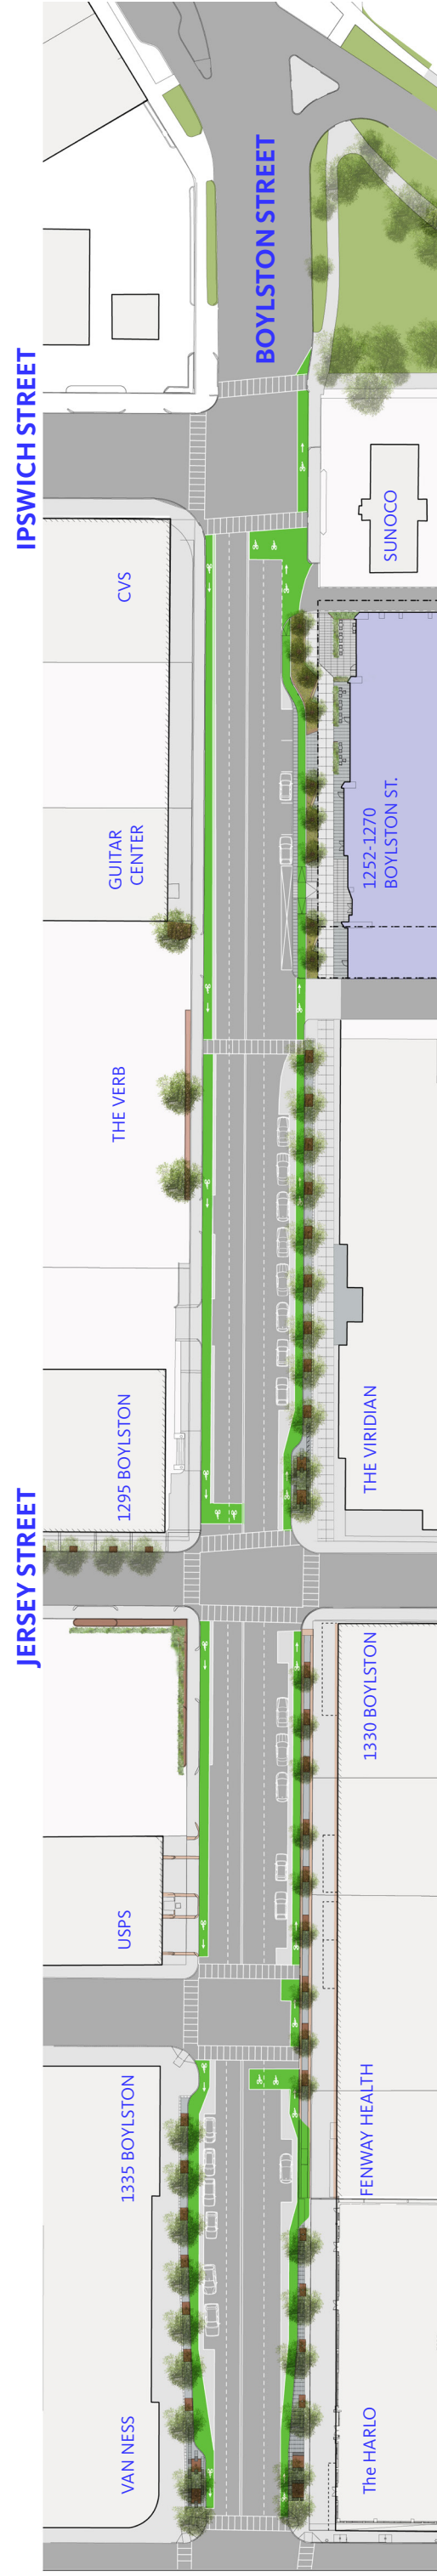 IPSWICH STREET
BOYLSTON STREET
CVS
SUNOCO
GUITAR
CENTER
1252-1270
BOYLSTON ST.
THE VERB
JERSEY STREET
1295 BOYLSTON
THE VIRIDIAN
1330 BOYLSTON
USPS
1335 BOYLSTON
FENWAY HEALTH
VAN NESS
The HARLO